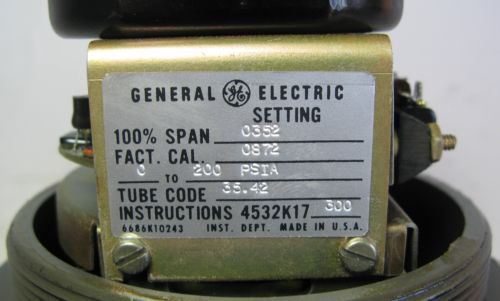 GENERAL GE ELECTRIC
SETTING
100% SPAN 0352
FACT. CAL. 0872
0 TO 200 PSIA
TUBE CODE 35.42
INSTRUCTIONS 4532K17 300
6686K10243 INST. DEPT. MADE IN U.S.A.